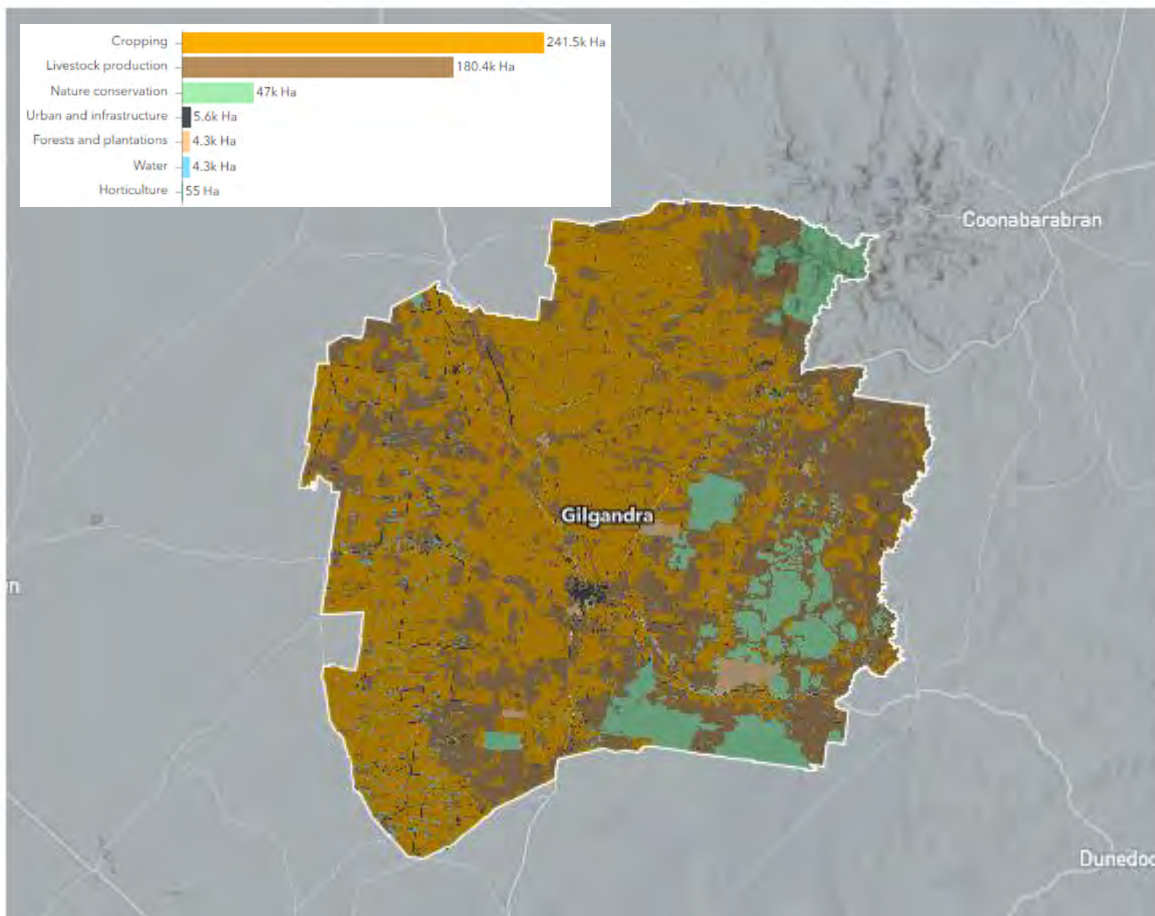 Cropping 241.5k Ha
Livestock production 180.4k Ha
Nature conservation 47k Ha
Urban and infrastructure 5.6k Ha
Forests and plantations 4.3k Ha
Water 4.3k Ha
Horticulture 55 Ha
Coonabarabran
Gilgandra
Dunedoo